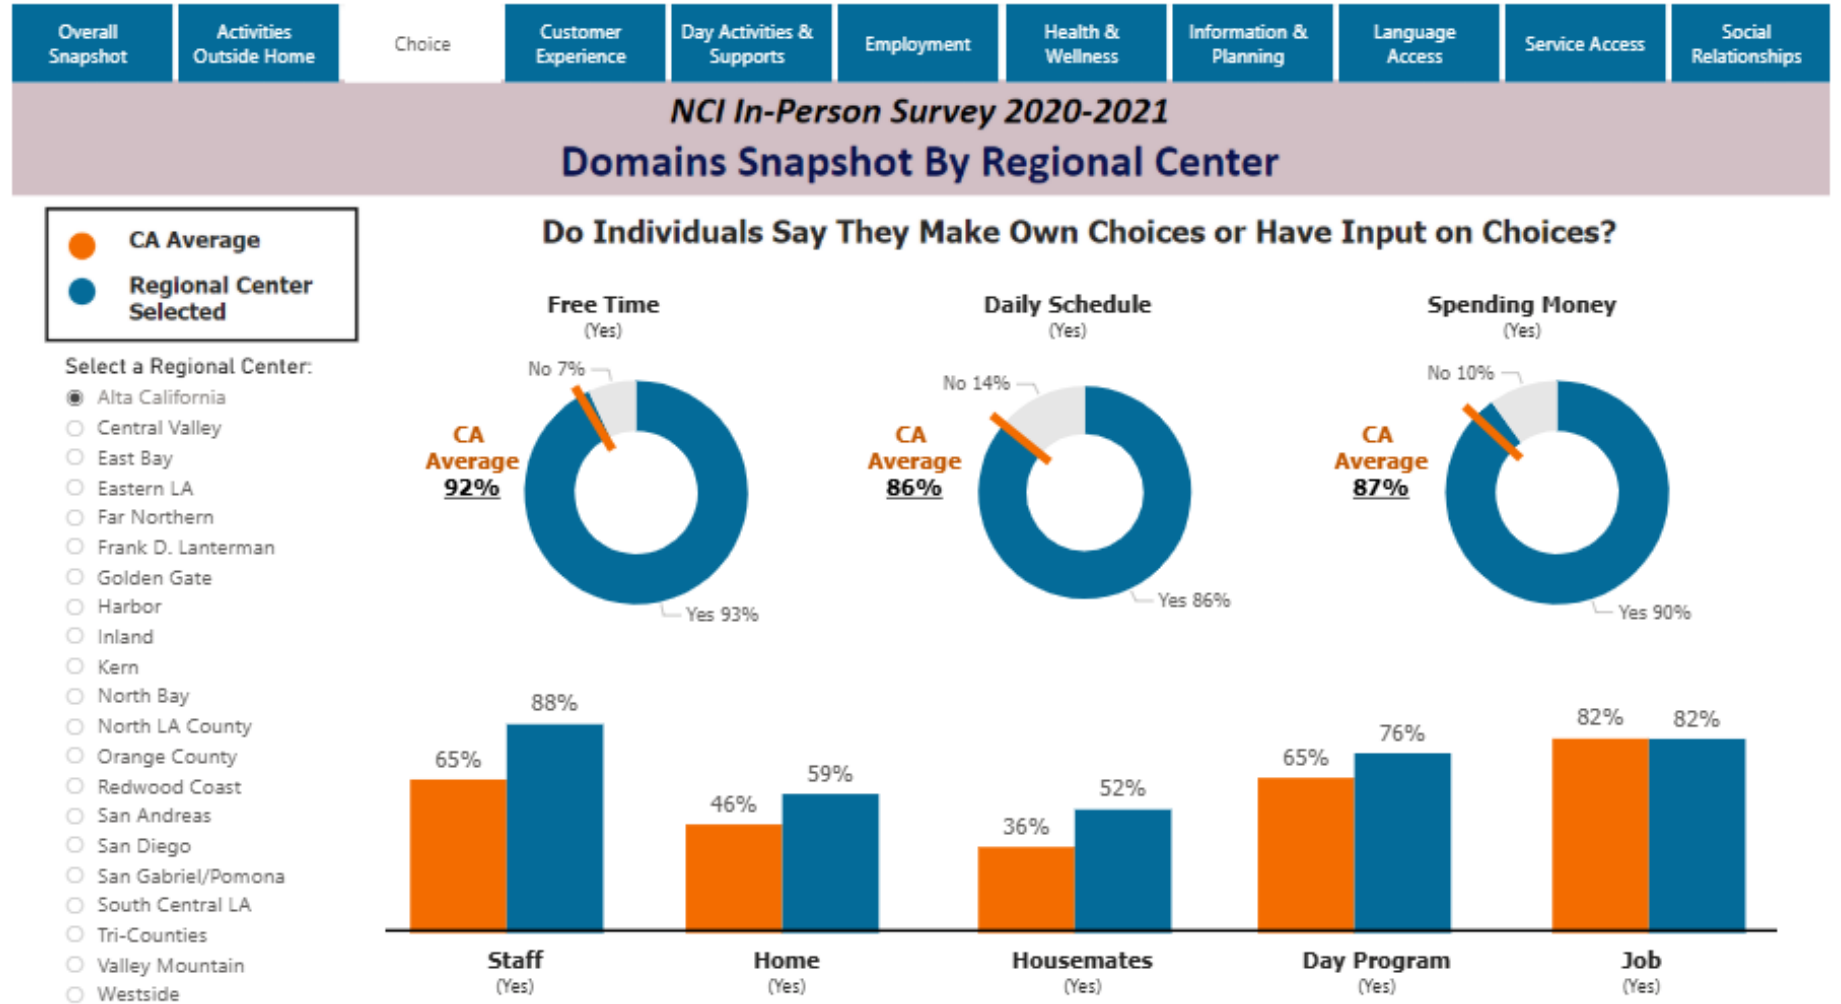 Overall
Snapshot
Activities
Outside Home
Choice
Customer
Experience
Day Activities &
Supports
Employment
Health &
Wellness
Information &
Planning
Language
Access
Service Access
Social
Relationships
NCI In-Person Survey 2020-2021
Domains Snapshot By Regional Center
CA Average
Regional Center
Selected
Select a Regional Center:
Alta California
Central Valley
East Bay
Eastern LA
Far Northern
Frank D. Lanterman
Golden Gate
Harbor
Inland
Kern
North Bay
North LA County
Orange County
Redwood Coast
San Andreas
San Diego
San Gabriel/Pomona
South Central LA
Tri-Counties
Valley Mountain
Westside
Do Individuals Say They Make Own Choices or Have Input on Choices?
Free Time
(Yes)
No 7%
CA
Average
92%
Yes 93%
Daily Schedule
(Yes)
No 14%
CA
Average
86%
Yes 86%
Spending Money
(Yes)
No 10%
CA
Average
87%
Yes 90%
65%
88%
Staff
(Yes)
46%
59%
Home
(Yes)
36%
52%
Housemates
(Yes)
65%
76%
Day Program
(Yes)
82%
82%
Job
(Yes)